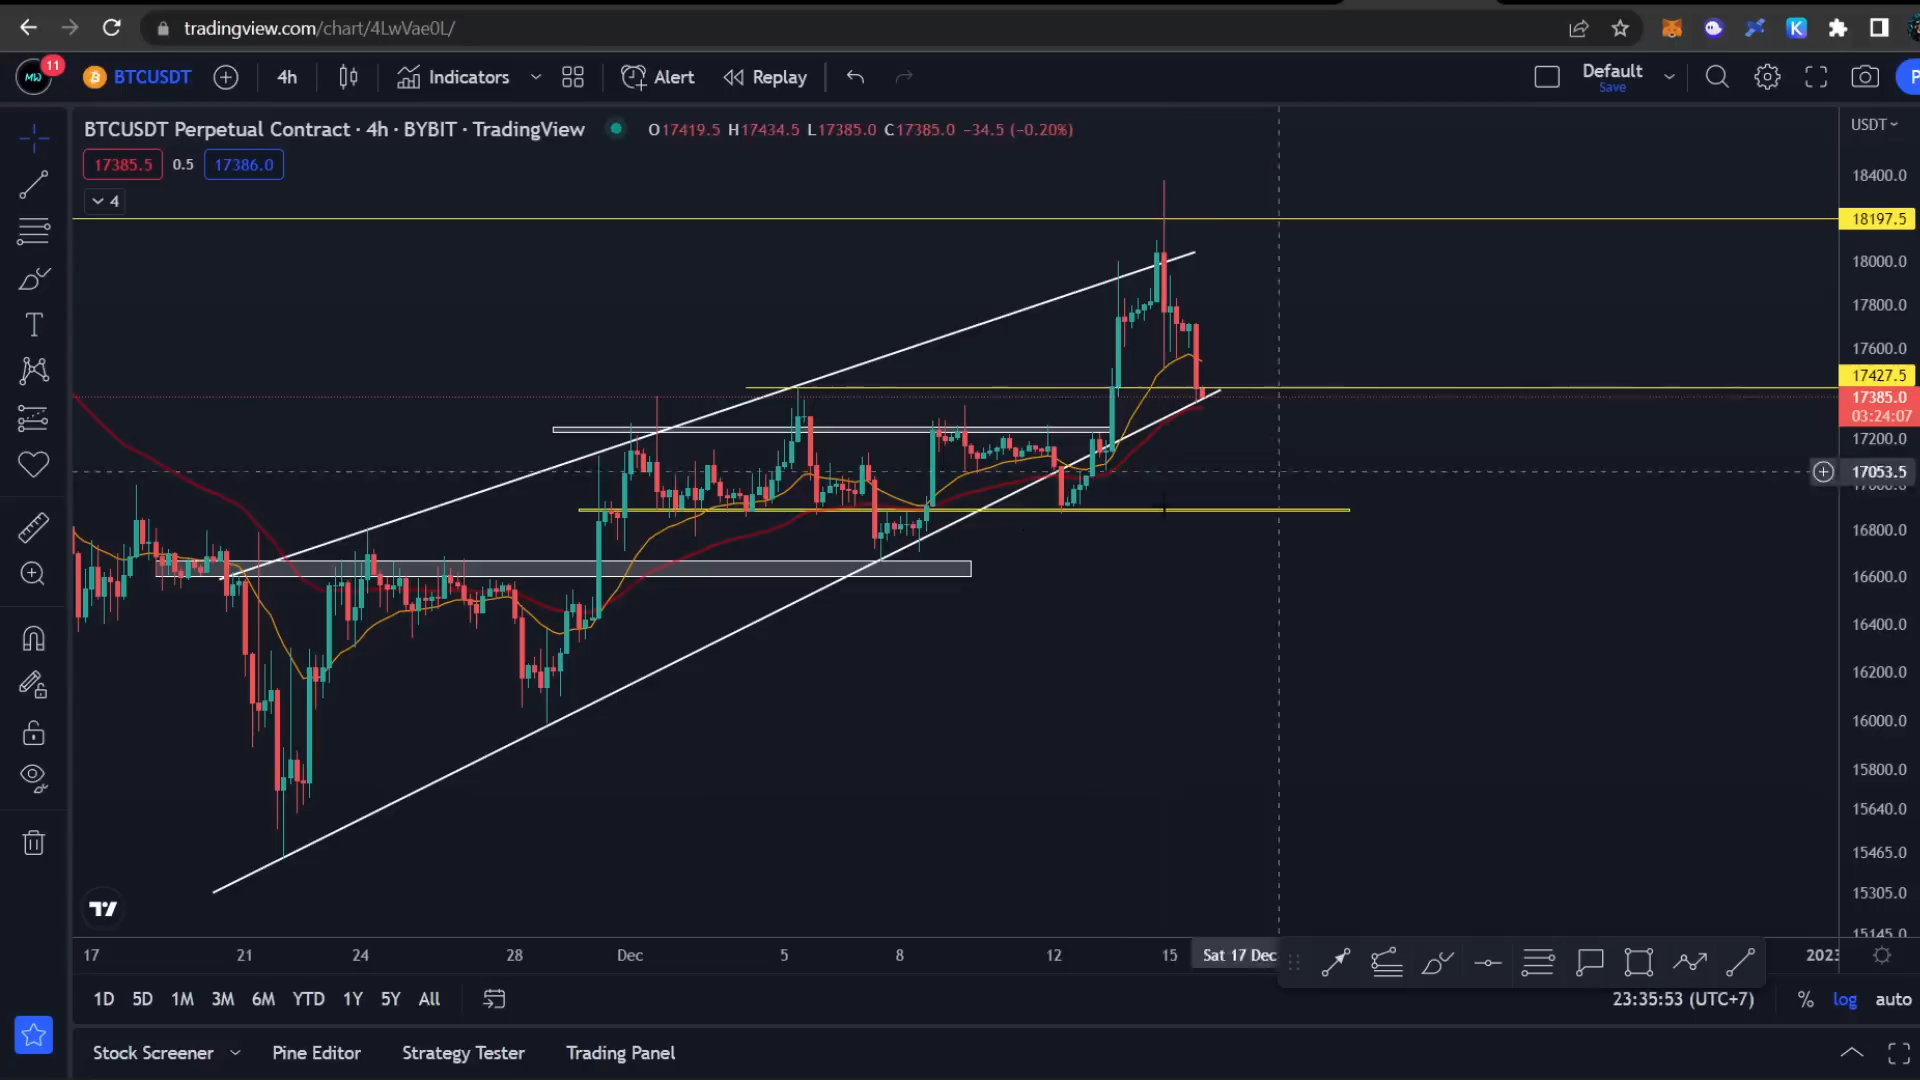 tradingview.com/chart/4LwVae0L/
K
MW 11 BTCUSDT 4h Indicators Alert Replay Default Save P
BTCUSDT Perpetual Contract · 4h · BYBIT · TradingView O17419.5 H17434.5 L17385.0 C17385.0 −34.5 (−0.20%)
USDT
17385.5 0.5 17386.0
4
18400.0
18197.5
18000.0
17800.0
17600.0
17427.5
17385.0
03:24:07
17200.0
17053.5
16800.0
16600.0
16400.0
16200.0
16000.0
15800.0
15640.0
15465.0
15305.0
15145.0
17 21 24 28 Dec 5 8 12 15 Sat 17 Dec 2023
1D 5D 1M 3M 6M YTD 1Y 5Y All 23:35:53 (UTC+7) % log auto
Stock Screener Pine Editor Strategy Tester Trading Panel